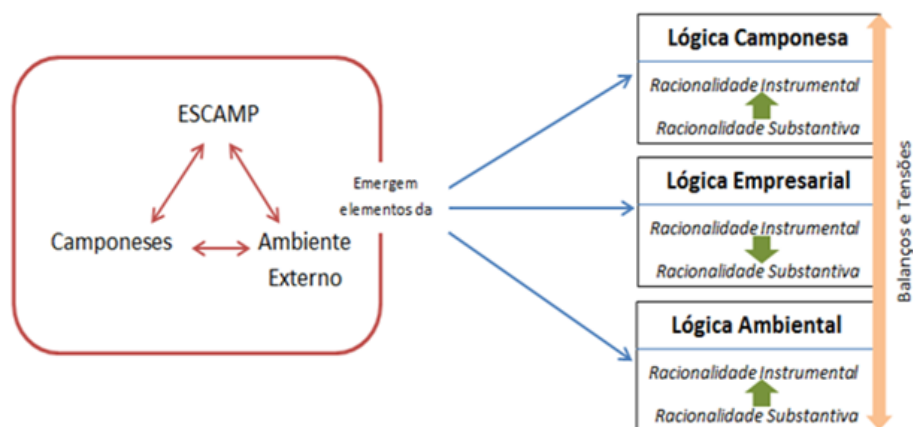 ESCAMP
Camponeses
Ambiente
Externo
Emergem
elementos da
Lógica Camponesa
Racionalidade Instrumental
Racionalidade Substantiva
Lógica Empresarial
Racionalidade Instrumental
Racionalidade Substantiva
Lógica Ambiental
Racionalidade Instrumental
Racionalidade Substantiva
Balanços e Tensões